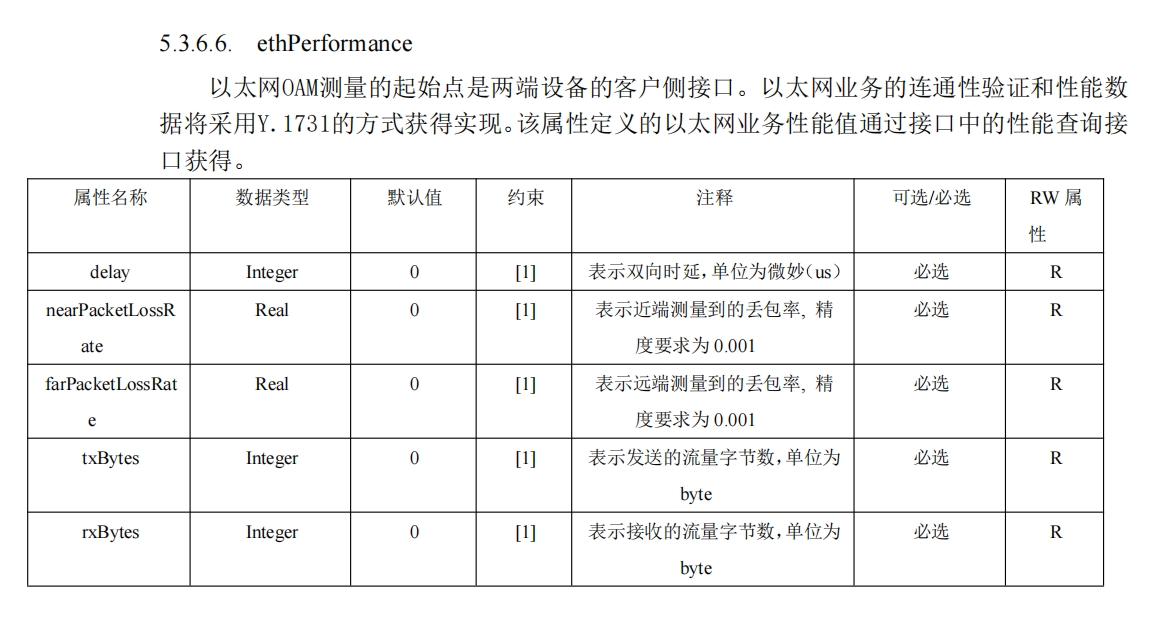 5.3.6.6. ethPerformance
以太网OAM测量的起始点是两端设备的客户侧接口。以太网业务的连通性验证和性能数
据将采用Y.1731的方式获得实现。该属性定义的以太网业务性能值通过接口中的性能查询接
口获得。
属性名称 数据类型 默认值 约束 注释 可选/必选 RW 属
性
delay Integer 0 [1] 表示双向时延,单位为微妙(us) 必选 R
nearPacketLossR Real 0 [1] 表示近端测量到的丢包率, 精 必选 R
ate 度要求为 0.001
farPacketLossRat Real 0 [1] 表示远端测量到的丢包率, 精 必选 R
e 度要求为 0.001
txBytes Integer 0 [1] 表示发送的流量字节数,单位为 必选 R
byte
rxBytes Integer 0 [1] 表示接收的流量字节数,单位为 必选 R
byte